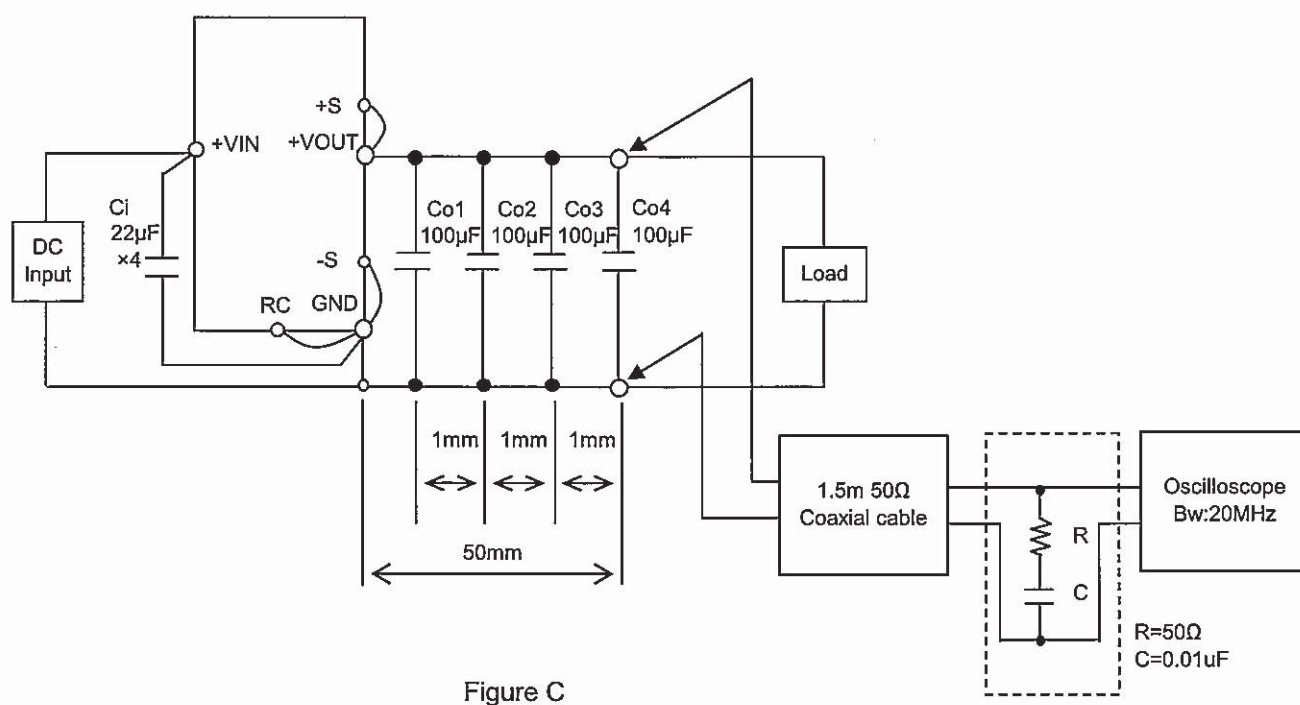 +S
+VIN
+VOUT
Ci
22µF
×4
Co1
100µF
Co2
100µF
Co3
100µF
Co4
100µF
DC
Input
-S
Load
RC
GND
1mm
1mm
1mm
50mm
1.5m 50Ω
Coaxial cable
R
C
Oscilloscope
Bw:20MHz
R=50Ω
C=0.01uF
Figure C